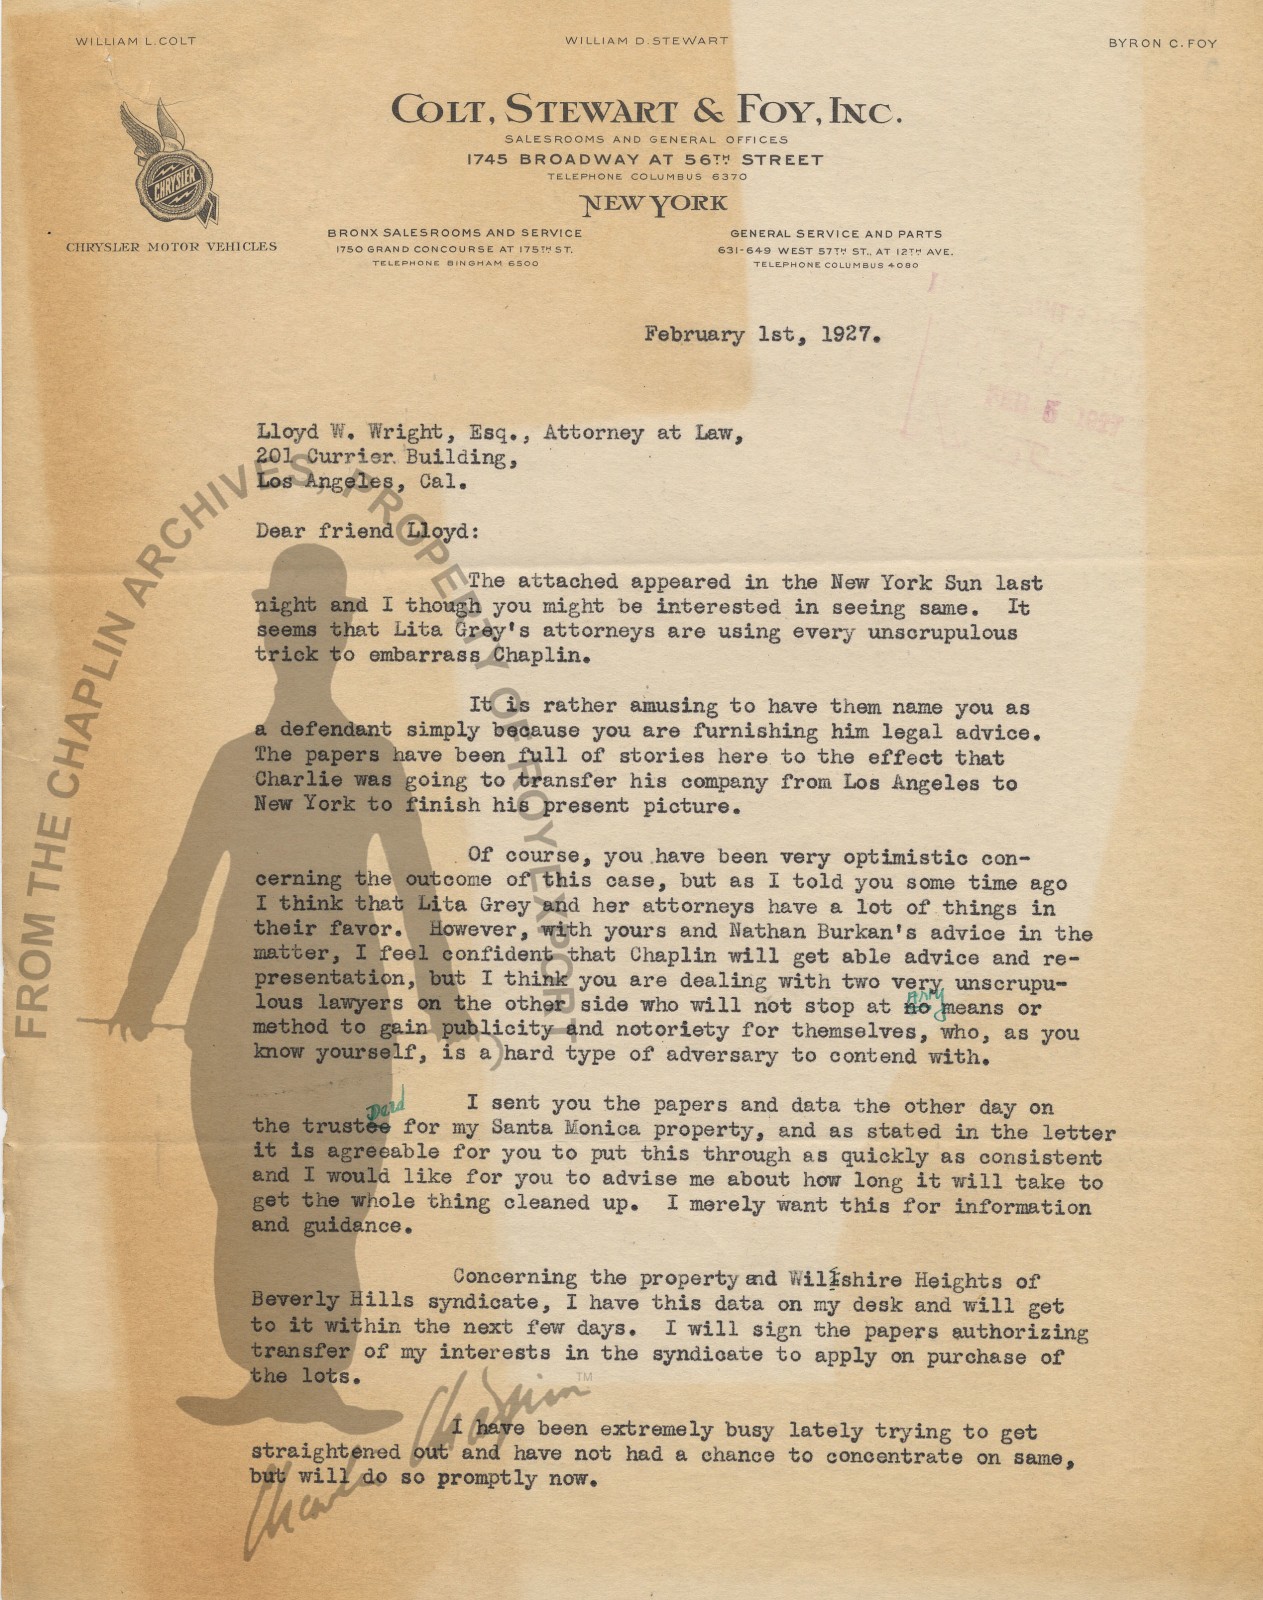 WILLIAM L. COLT
WILLIAM D. STEWART
BYRON C. FOY
COLT, STEWART & FOY, INC.
SALESROOMS AND GENERAL OFFICES
1745 BROADWAY AT 56TH STREET
TELEPHONE COLUMBUS 6370
NEW YORK
CHRYSLER
CHRYSLER MOTOR VEHICLES
BRONX SALESROOMS AND SERVICE
1750 GRAND CONCOURSE AT 175TH ST.
TELEPHONE BINGHAM 6500
GENERAL SERVICE AND PARTS
631-649 WEST 57TH ST., AT 12TH AVE.
TELEPHONE COLUMBUS 4080
February 1st, 1927.
Lloyd W. Wright, Esq., Attorney at Law,
201 Currier Building,
Los Angeles, Cal.
Dear friend Lloyd:
The attached appeared in the New York Sun last
night and I though you might be interested in seeing same. It
seems that Lita Grey's attorneys are using every unscrupulous
trick to embarrass Chaplin.
It is rather amusing to have them name you as
a defendant simply because you are furnishing him legal advice.
The papers have been full of stories here to the effect that
Charlie was going to transfer his company from Los Angeles to
New York to finish his present picture.
Of course, you have been very optimistic con-
cerning the outcome of this case, but as I told you some time ago
I think that Lita Grey and her attorneys have a lot of things in
their favor. However, with yours and Nathan Burkan's advice in the
matter, I feel confident that Chaplin will get able advice and re-
presentation, but I think you are dealing with two very unscrupu-
lous lawyers on the other side who will not stop at no any means or
method to gain publicity and notoriety for themselves, who, as you
know yourself, is a hard type of adversary to contend with.
I sent you the papers and data the other day on
the trustee deed for my Santa Monica property, and as stated in the letter
it is agreeable for you to put this through as quickly as consistent
and I would like for you to advise me about how long it will take to
get the whole thing cleaned up. I merely want this for information
and guidance.
Concerning the property and Wilshire Heights of
Beverly Hills syndicate, I have this data on my desk and will get
to it within the next few days. I will sign the papers authorizing
transfer of my interests in the syndicate to apply on purchase of
the lots.
I have been extremely busy lately trying to get
straightened out and have not had a chance to concentrate on same,
but will do so promptly now.
FROM THE CHAPLIN ARCHIVES, PROPERTY OF ROY EXPORT
Charlie Chaplin TM